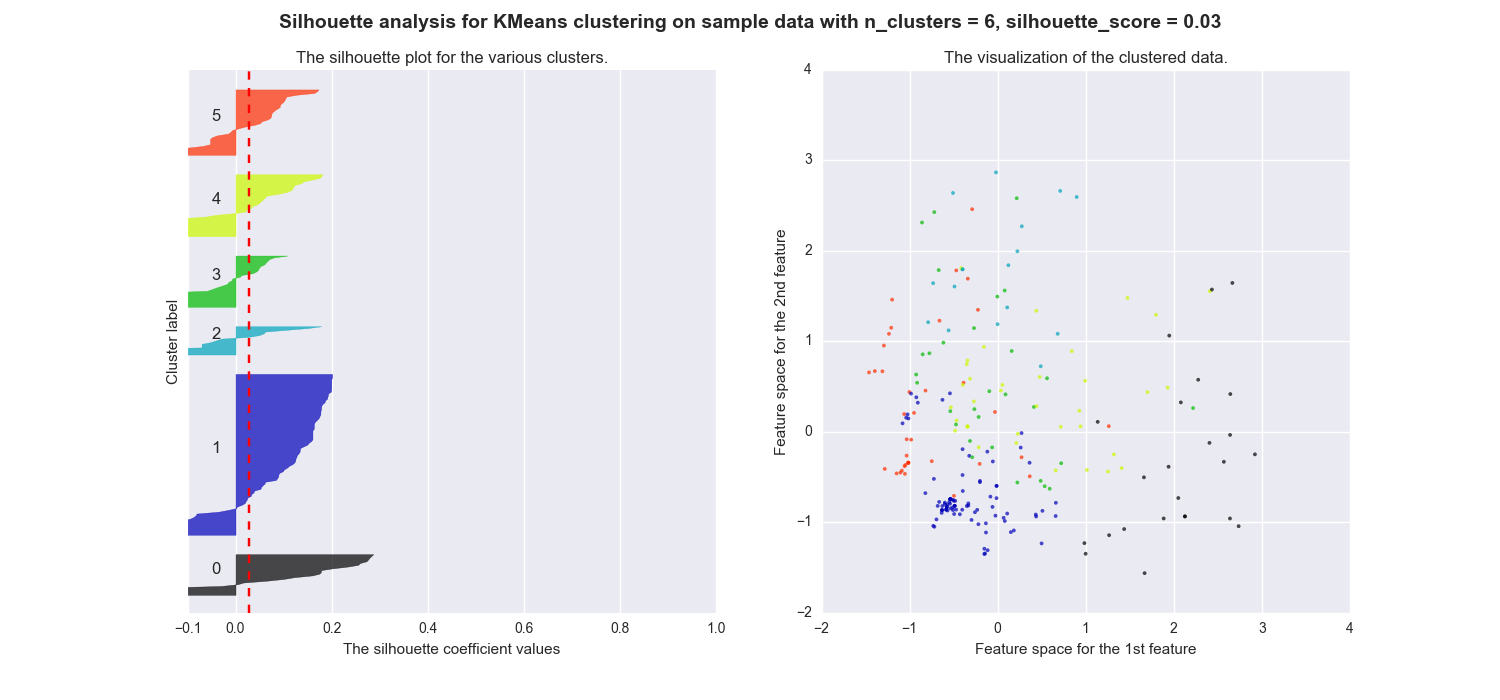 Silhouette analysis for KMeans clustering on sample data with n_clusters = 6, silhouette_score = 0.03
The silhouette plot for the various clusters.
5
4
3
2
1
0
Cluster label
−0.1 0.0 0.2 0.4 0.6 0.8 1.0
The silhouette coefficient values
The visualization of the clustered data.
4
3
2
1
0
−1
−2
Feature space for the 2nd feature
−2 −1 0 1 2 3 4
Feature space for the 1st feature